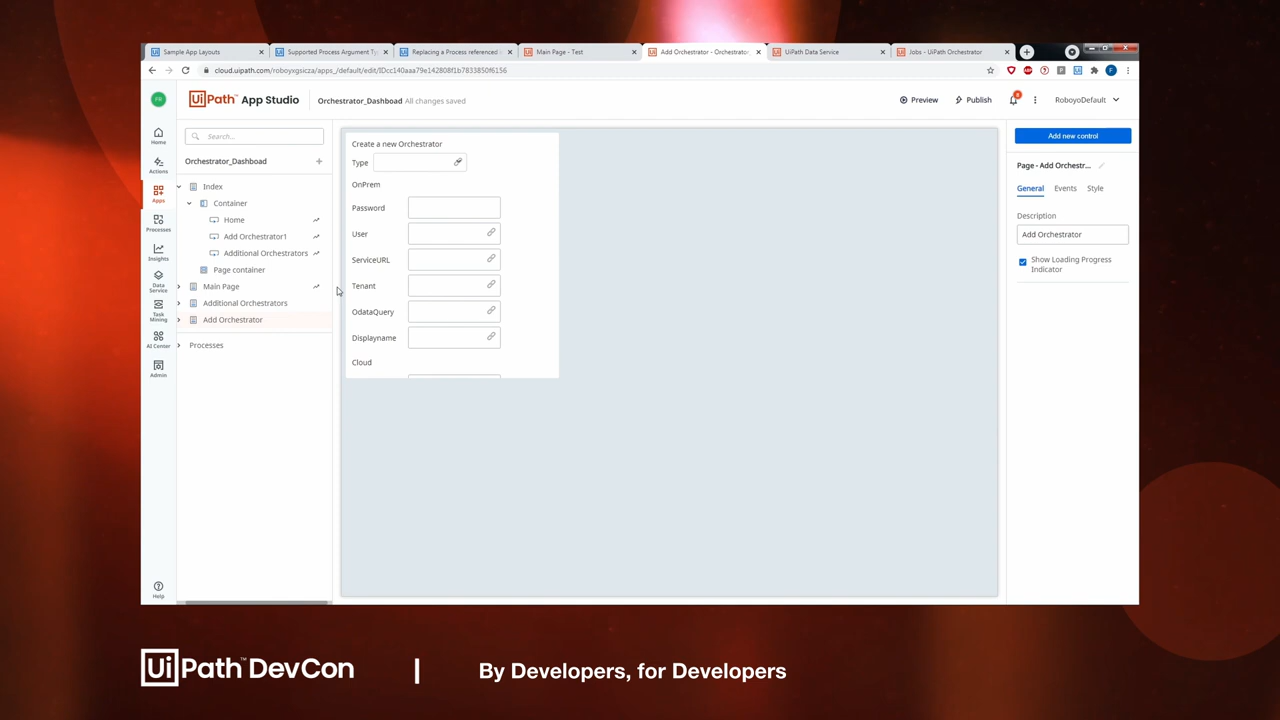 Sample App Layouts
Supported Process Argument Ty
Replacing a Process referenced
Main Page - Test
Add Orchestrator - Orchestrator
UiPath Data Service
Jobs - UiPath Orchestrator
cloud.uipath.com/roboyxgsicza/apps_/default/edit/IDcc140aaa79e142808f1b7833850f6156
FR
UiPath™ App Studio
Orchestrator_Dashboad All changes saved
Preview
Publish
RoboyoDefault
Home
Actions
Apps
Processes
Insights
Data Service
Task Mining
AI Center
Admin
Help
Search...
Orchestrator_Dashboad
Index
Container
Home
Add Orchestrator1
Additional Orchestrators
Page container
Main Page
Additional Orchestrators
Add Orchestrator
Processes
Create a new Orchestrator
Type
OnPrem
Password
User
ServiceURL
Tenant
OdataQuery
Displayname
Cloud
Add new control
Page - Add Orchestr...
General Events Style
Description
Add Orchestrator
Show Loading Progress
Indicator
UiPath™ DevCon | By Developers, for Developers